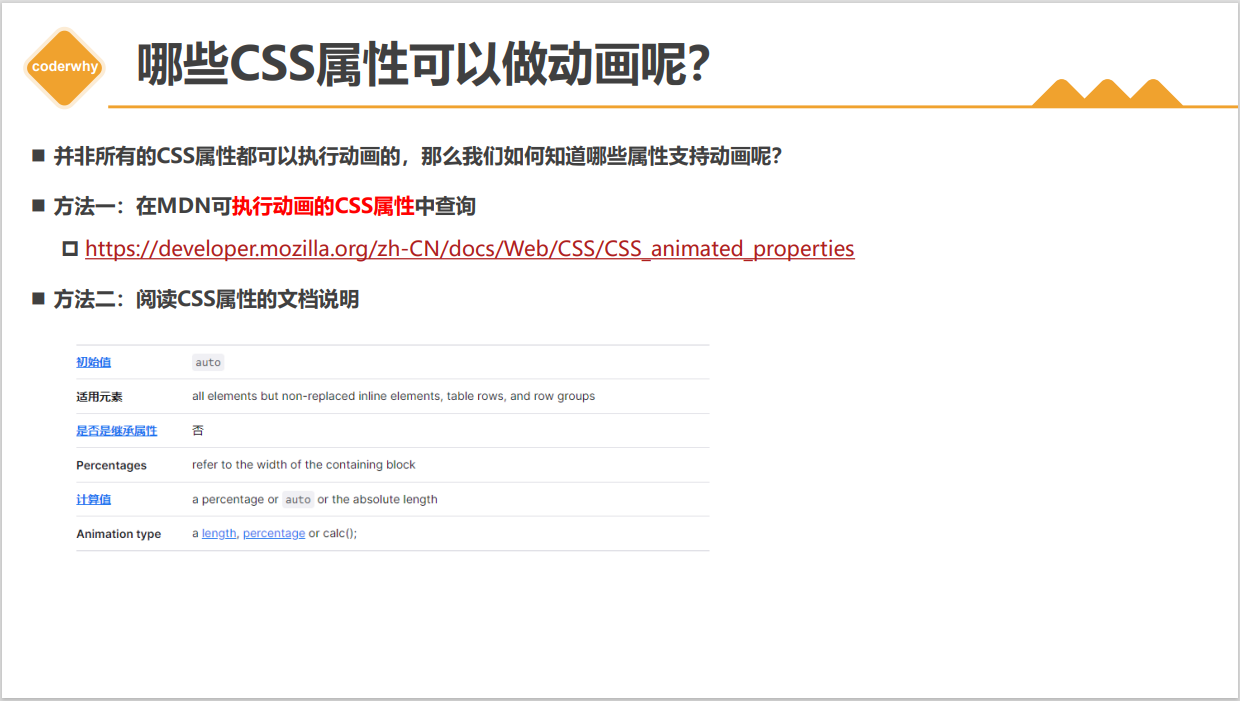 coderwhy
哪些CSS属性可以做动画呢？
并非所有的CSS属性都可以执行动画的，那么我们如何知道哪些属性支持动画呢？
方法一：在MDN可执行动画的CSS属性中查询
https://developer.mozilla.org/zh-CN/docs/Web/CSS/CSS_animated_properties
方法二：阅读CSS属性的文档说明
初始值 auto
适用元素 all elements but non-replaced inline elements, table rows, and row groups
是否是继承属性 否
Percentages refer to the width of the containing block
计算值 a percentage or auto or the absolute length
Animation type a length, percentage or calc();